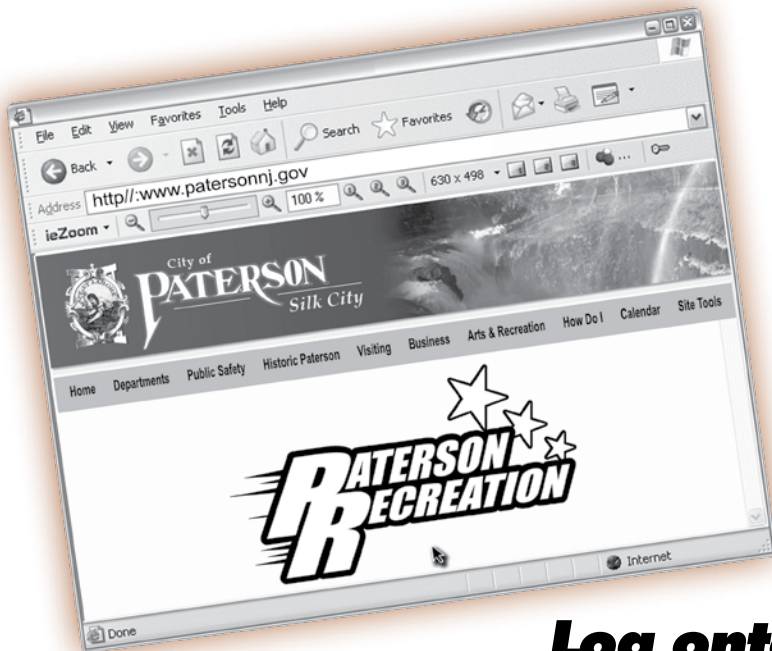 File Edit View Favorites Tools Help
Back Search Favorites
Address http//:www.patersonnj.gov
ieZoom 100 % 630 x 498 ...
City of
PATERSON
Silk City
Home Departments Public Safety Historic Paterson Visiting Business Arts & Recreation How Do I Calendar Site Tools
PATERSON
RECREATION
Internet
Done
Log onto